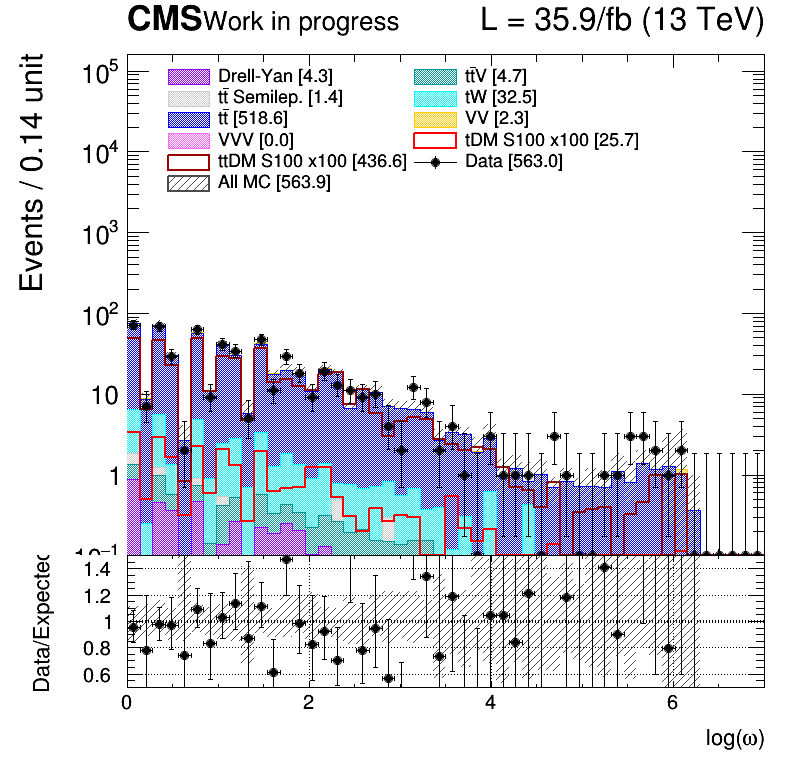 CMS Work in progress L = 35.9/fb (13 TeV)
Events / 0.14 unit
10⁵
10⁴
10³
10²
10
1
10⁻¹
Drell-Yan [4.3]
tt̄V [4.7]
tt̄ Semilep. [1.4]
tW [32.5]
tt̄ [518.6]
VV [2.3]
VVV [0.0]
tDM S100 x100 [25.7]
ttDM S100 x100 [436.6]
Data [563.0]
All MC [563.9]
Data/Expected
1.4
1.2
1
0.8
0.6
0 2 4 6
log(ω)